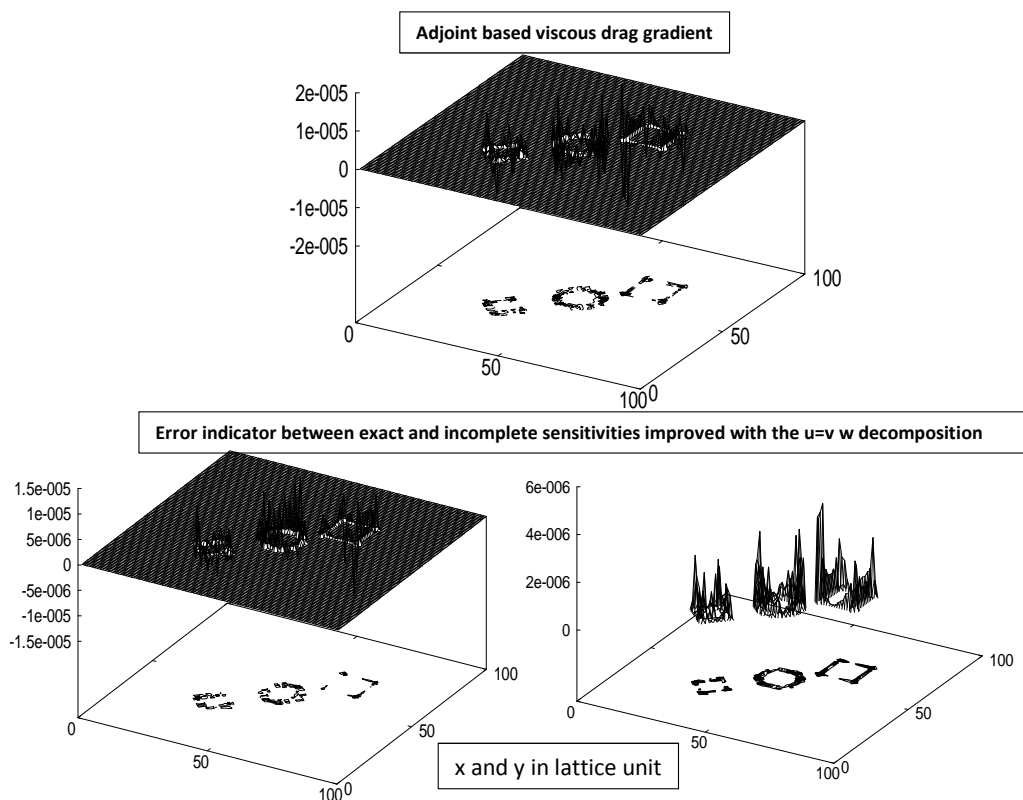 Adjoint based viscous drag gradient
2e-005
1e-005
0
-1e-005
-2e-005
0
50
100
0
50
100
Error indicator between exact and incomplete sensitivities improved with the u=v w decomposition
1.5e-005
1e-005
5e-006
0
-5e-006
-1e-005
-1.5e-005
0
50
100
0
50
100
6e-006
4e-006
2e-006
0
0
50
100
0
50
100
x and y in lattice unit